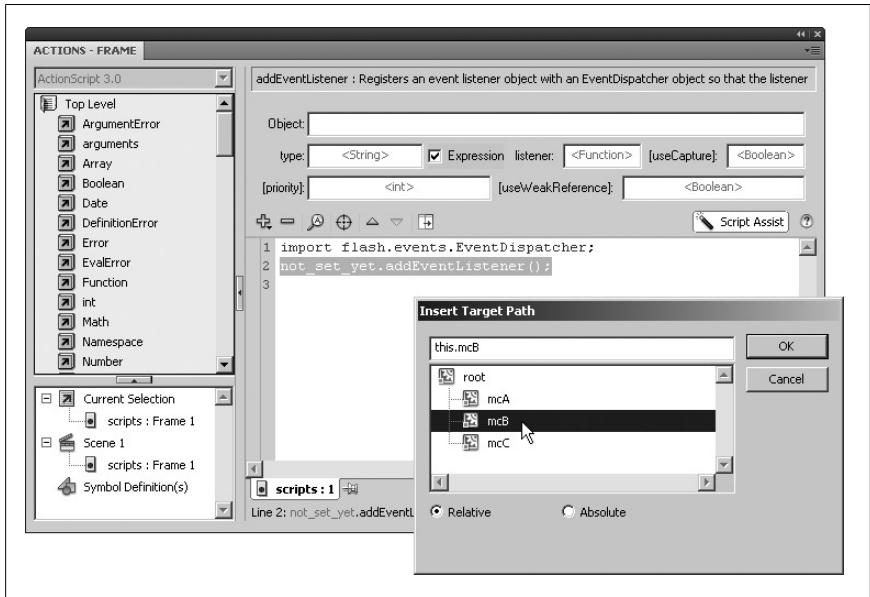 ACTIONS - FRAME
ActionScript 3.0
Top Level
ArgumentError
arguments
Array
Boolean
Date
DefinitionError
Error
EvalError
Function
int
Math
Namespace
Number
Current Selection
scripts : Frame 1
Scene 1
scripts : Frame 1
Symbol Definition(s)
addEventListener : Registers an event listener object with an EventDispatcher object so that the listener
Object:
type: <String> Expression listener: <Function> [useCapture]: <Boolean>
[priority]: <int> [useWeakReference]: <Boolean>
Script Assist
1 import flash.events.EventDispatcher;
2 not_set_yet.addEventListener();
3
scripts : 1
Line 2: not_set_yet.addEventL
Insert Target Path
this.mcB
OK
Cancel
root
mcA
mcB
mcC
Relative Absolute